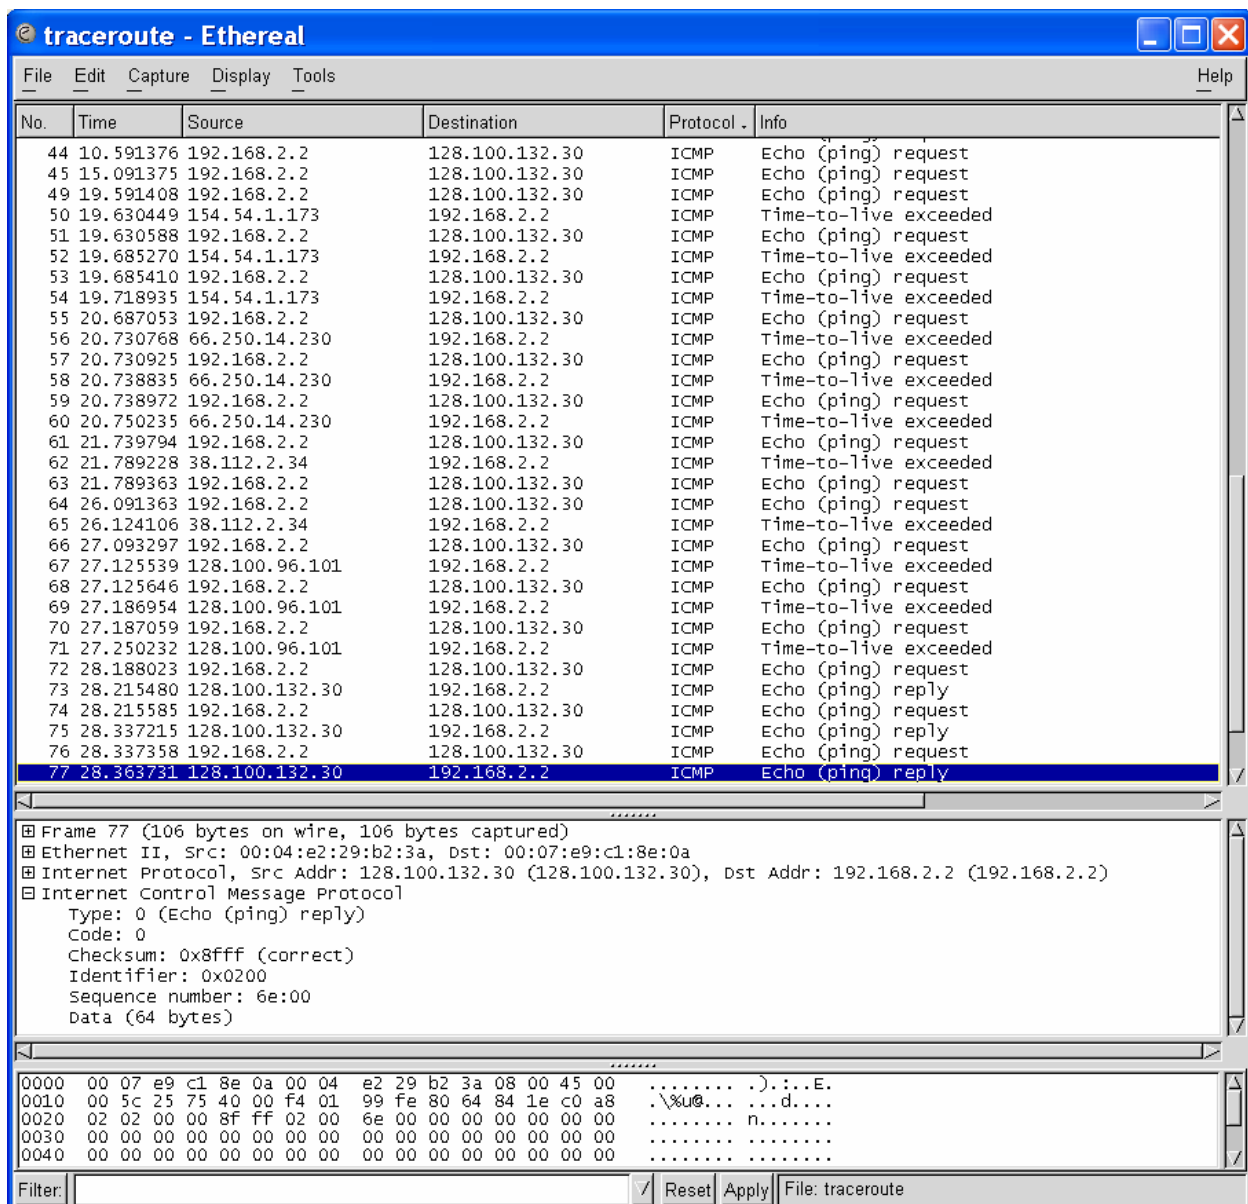 traceroute - Ethereal
File Edit Capture Display Tools Help
No. Time Source Destination Protocol Info
44 10.591376 192.168.2.2 128.100.132.30 ICMP Echo (ping) request
45 15.091375 192.168.2.2 128.100.132.30 ICMP Echo (ping) request
49 19.591408 192.168.2.2 128.100.132.30 ICMP Echo (ping) request
50 19.630449 154.54.1.173 192.168.2.2 ICMP Time-to-live exceeded
51 19.630588 192.168.2.2 128.100.132.30 ICMP Echo (ping) request
52 19.685270 154.54.1.173 192.168.2.2 ICMP Time-to-live exceeded
53 19.685410 192.168.2.2 128.100.132.30 ICMP Echo (ping) request
54 19.718935 154.54.1.173 192.168.2.2 ICMP Time-to-live exceeded
55 20.687053 192.168.2.2 128.100.132.30 ICMP Echo (ping) request
56 20.730768 66.250.14.230 192.168.2.2 ICMP Time-to-live exceeded
57 20.730925 192.168.2.2 128.100.132.30 ICMP Echo (ping) request
58 20.738835 66.250.14.230 192.168.2.2 ICMP Time-to-live exceeded
59 20.738972 192.168.2.2 128.100.132.30 ICMP Echo (ping) request
60 20.750235 66.250.14.230 192.168.2.2 ICMP Time-to-live exceeded
61 21.739794 192.168.2.2 128.100.132.30 ICMP Echo (ping) request
62 21.789228 38.112.2.34 192.168.2.2 ICMP Time-to-live exceeded
63 21.789363 192.168.2.2 128.100.132.30 ICMP Echo (ping) request
64 26.091363 192.168.2.2 128.100.132.30 ICMP Echo (ping) request
65 26.124106 38.112.2.34 192.168.2.2 ICMP Time-to-live exceeded
66 27.093297 192.168.2.2 128.100.132.30 ICMP Echo (ping) request
67 27.125539 128.100.96.101 192.168.2.2 ICMP Time-to-live exceeded
68 27.125646 192.168.2.2 128.100.132.30 ICMP Echo (ping) request
69 27.186954 128.100.96.101 192.168.2.2 ICMP Time-to-live exceeded
70 27.187059 192.168.2.2 128.100.132.30 ICMP Echo (ping) request
71 27.250232 128.100.96.101 192.168.2.2 ICMP Time-to-live exceeded
72 28.188023 192.168.2.2 128.100.132.30 ICMP Echo (ping) request
73 28.215480 128.100.132.30 192.168.2.2 ICMP Echo (ping) reply
74 28.215585 192.168.2.2 128.100.132.30 ICMP Echo (ping) request
75 28.337215 128.100.132.30 192.168.2.2 ICMP Echo (ping) reply
76 28.337358 192.168.2.2 128.100.132.30 ICMP Echo (ping) request
77 28.363731 128.100.132.30 192.168.2.2 ICMP Echo (ping) reply
Frame 77 (106 bytes on wire, 106 bytes captured)
Ethernet II, Src: 00:04:e2:29:b2:3a, Dst: 00:07:e9:c1:8e:0a
Internet Protocol, Src Addr: 128.100.132.30 (128.100.132.30), Dst Addr: 192.168.2.2 (192.168.2.2)
Internet Control Message Protocol
Type: 0 (Echo (ping) reply)
Code: 0
Checksum: 0x8fff (correct)
Identifier: 0x0200
Sequence number: 6e:00
Data (64 bytes)
0000 00 07 e9 c1 8e 0a 00 04 e2 29 b2 3a 08 00 45 00 ........ .).:..E.
0010 00 5c 25 75 40 00 f4 01 99 fe 80 64 84 1e c0 a8 .\%u@... ...d....
0020 02 02 00 00 8f ff 02 00 6e 00 00 00 00 00 00 00 ........ n.......
0030 00 00 00 00 00 00 00 00 00 00 00 00 00 00 00 00 ........ ........
0040 00 00 00 00 00 00 00 00 00 00 00 00 00 00 00 00 ........ ........
Filter: Reset Apply File: traceroute